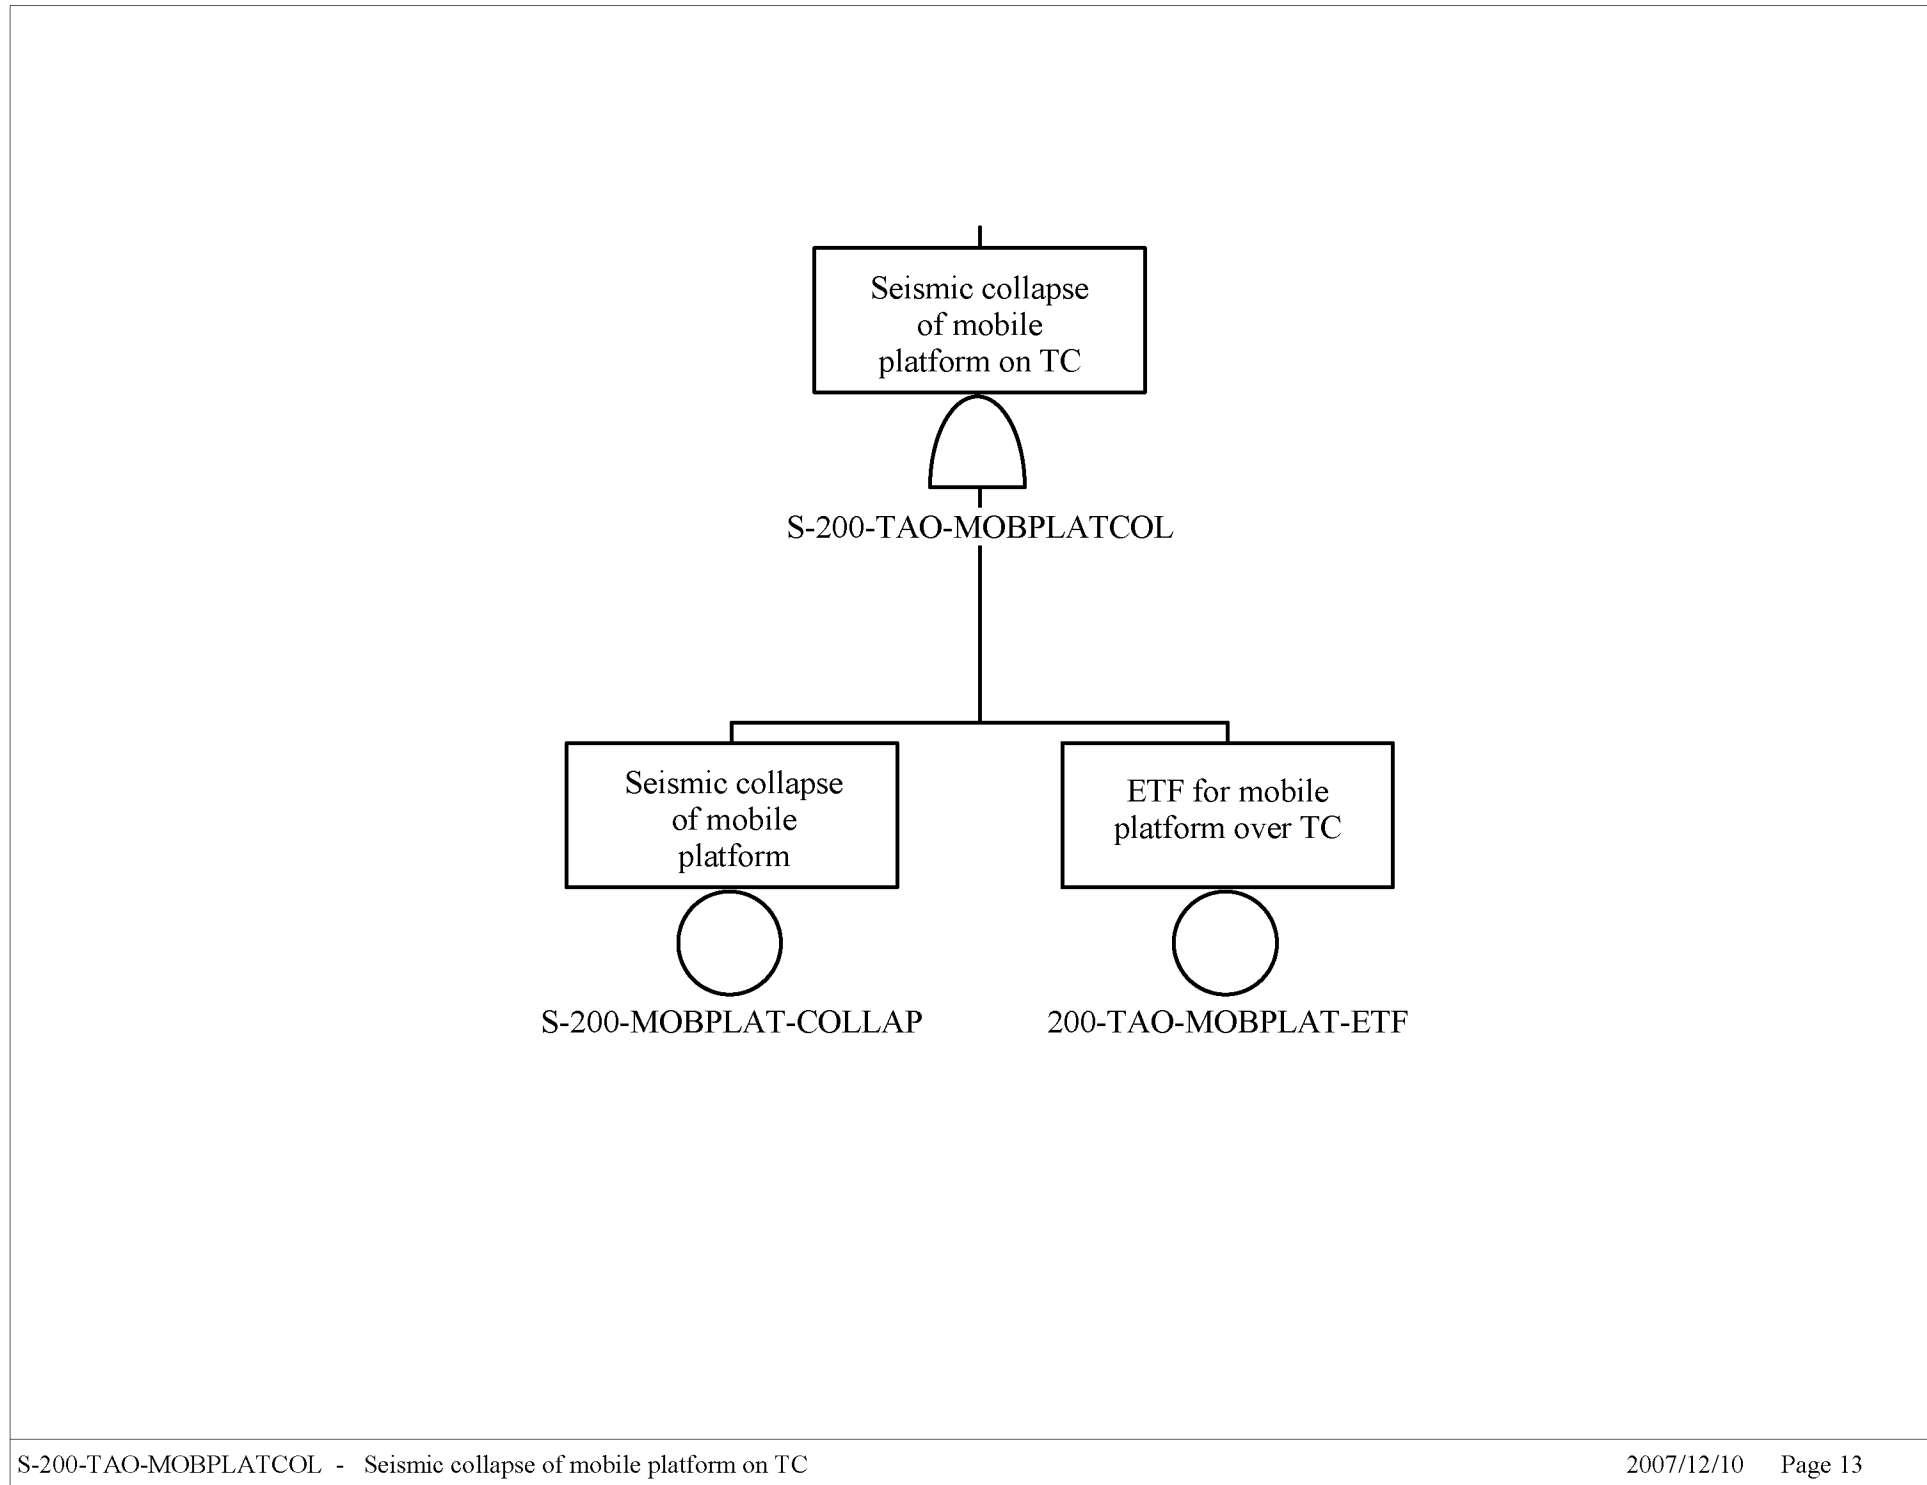 Seismic collapse
of mobile
platform on TC
S-200-TAO-MOBPLATCOL
Seismic collapse
of mobile
platform
ETF for mobile
platform over TC
S-200-MOBPLAT-COLLAP
200-TAO-MOBPLAT-ETF
S-200-TAO-MOBPLATCOL - Seismic collapse of mobile platform on TC
2007/12/10 Page 13